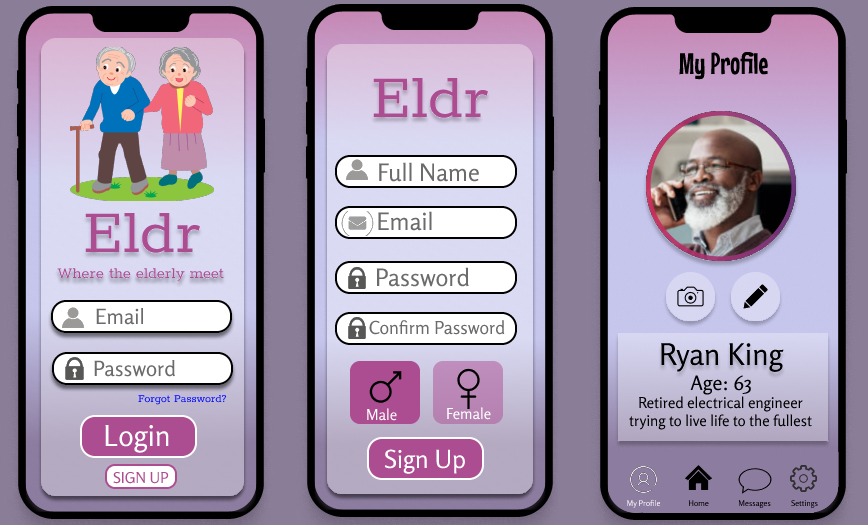 Eldr
Where the elderly meet
Email
Password
Forgot Password?
Login
SIGN UP
Eldr
Full Name
Email
Password
Confirm Password
Male
Female
Sign Up
My Profile
Ryan King
Age: 63
Retired electrical engineer
trying to live life to the fullest
My Profile
Home
Messages
Settings